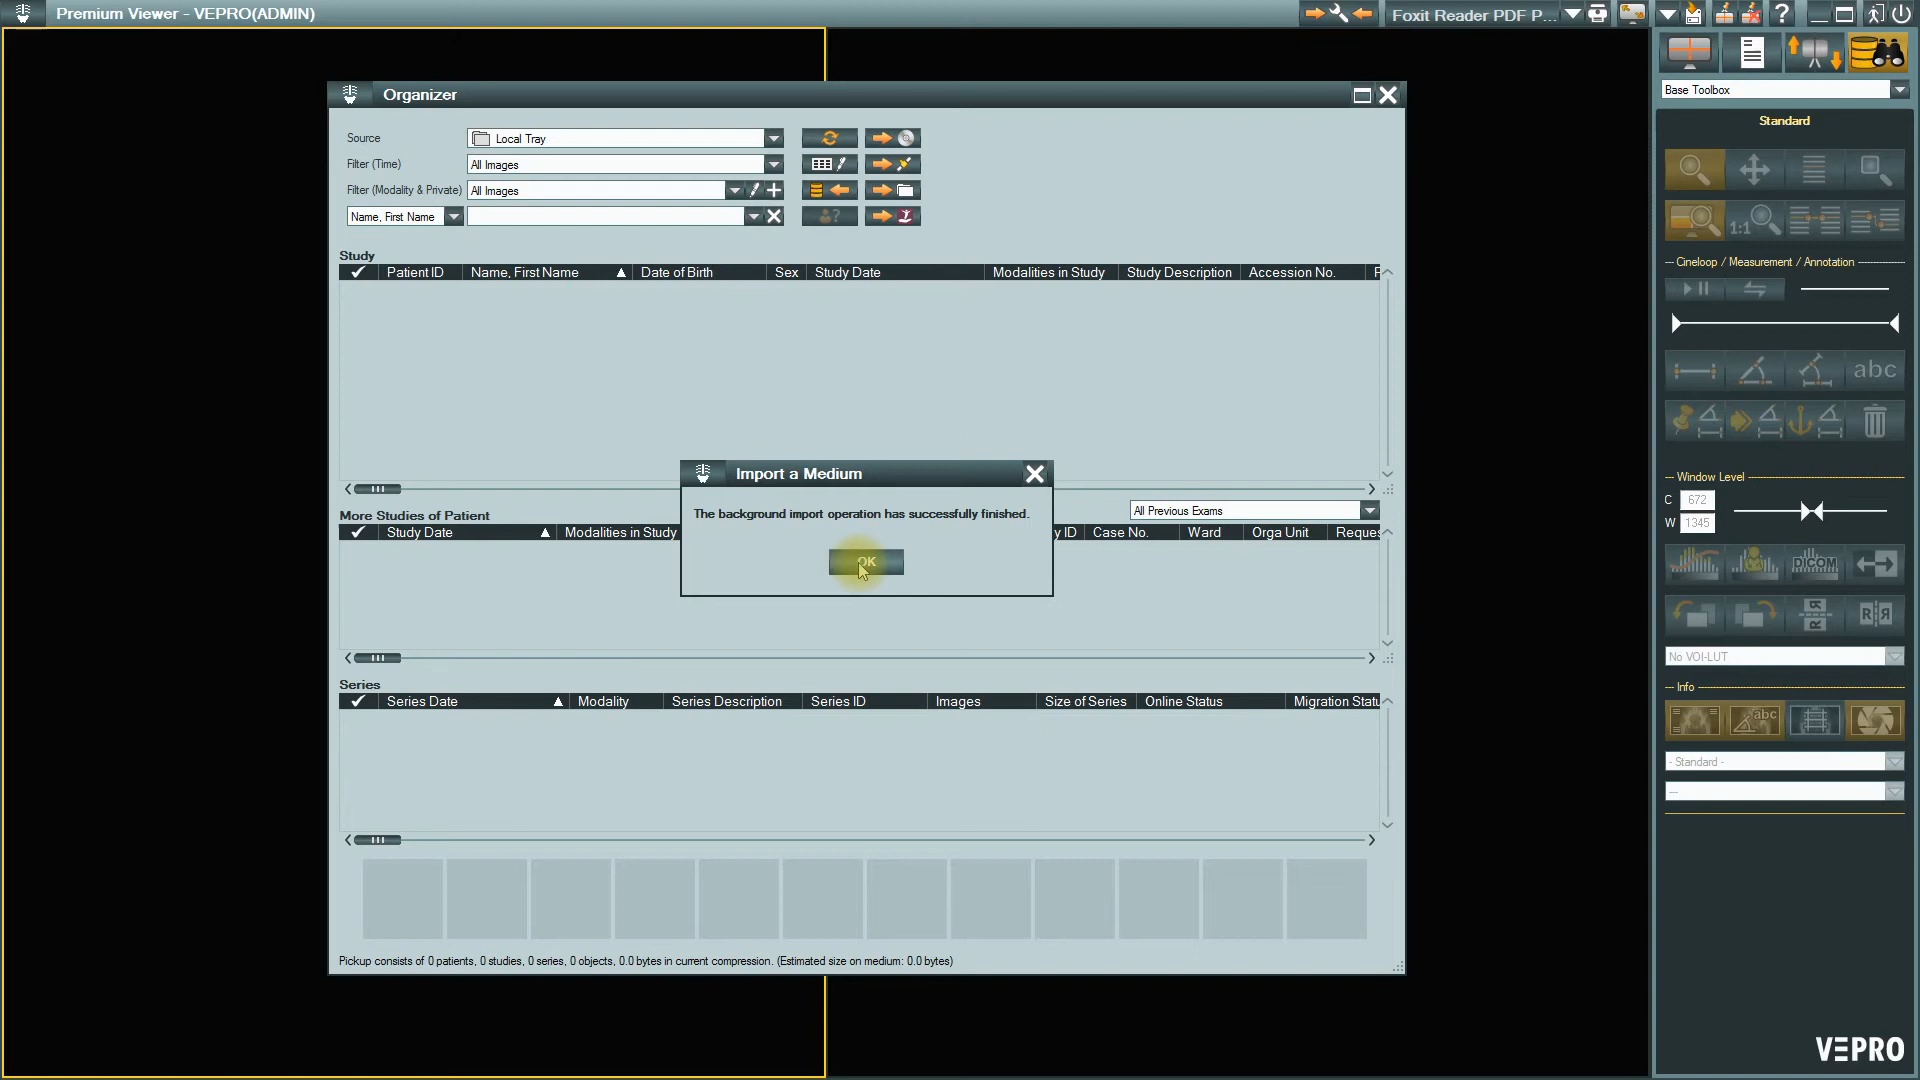 Premium Viewer - VEPRO(ADMIN)
Foxit Reader PDF P...
?
Base Toolbox
Standard
Organizer
Source
Local Tray
Filter (Time)
All Images
Filter (Modality & Private)
All Images
Name, First Name
1:1
--- Cineloop / Measurement / Annotation
abc
Study
Patient ID Name, First Name Date of Birth Sex Study Date Modalities in Study Study Description Accession No.
More Studies of Patient
All Previous Exams
Study Date Modalities in Study y ID Case No. Ward Orga Unit Reques
Import a Medium
The background import operation has successfully finished.
OK
Series
Series Date Modality Series Description Series ID Images Size of Series Online Status Migration Statu
Pickup consists of 0 patients, 0 studies, 0 series, 0 objects, 0.0 bytes in current compression. (Estimated size on medium: 0.0 bytes)
--- Window Level
C 672
W 1345
DICOM
R R
R R
No VOI-LUT
--- Info
abc
- Standard -
---
VEPRO